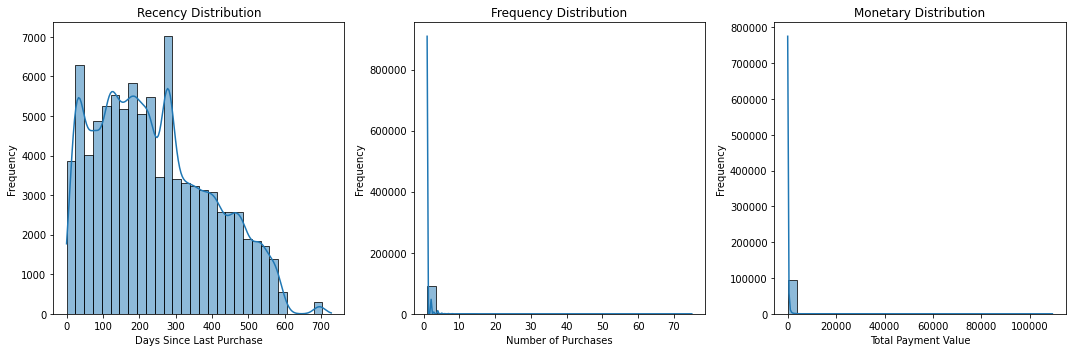 Recency Distribution
Frequency
7000
6000
5000
4000
3000
2000
1000
0
0 100 200 300 400 500 600 700
Days Since Last Purchase
Frequency Distribution
Frequency
800000
600000
400000
200000
0
0 10 20 30 40 50 60 70
Number of Purchases
Monetary Distribution
Frequency
800000
700000
600000
500000
400000
300000
200000
100000
0
0 20000 40000 60000 80000 100000
Total Payment Value